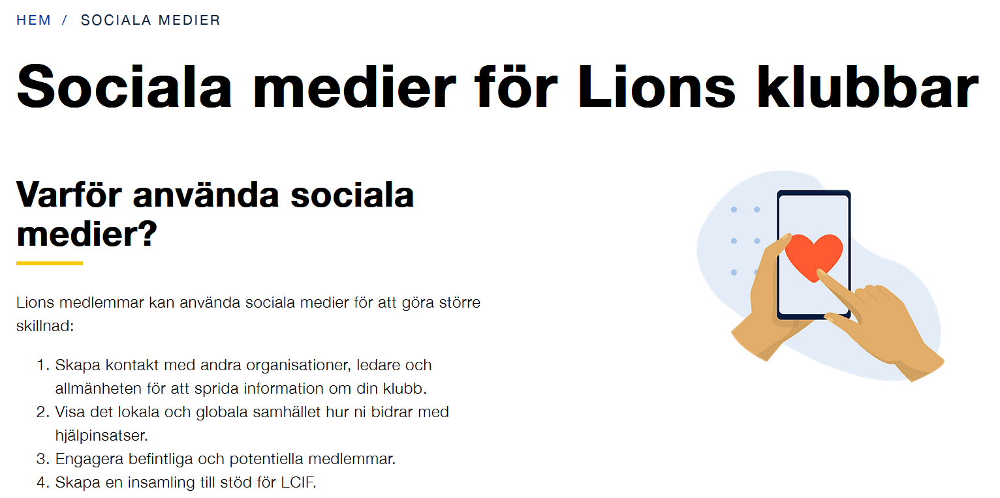 HEM / SOCIALA MEDIER
Sociala medier för Lions klubbar
Varför använda sociala
medier?
Lions medlemmar kan använda sociala medier för att göra större
skillnad:
1. Skapa kontakt med andra organisationer, ledare och
allmänheten för att sprida information om din klubb.
2. Visa det lokala och globala samhället hur ni bidrar med
hjälpinsatser.
3. Engagera befintliga och potentiella medlemmar.
4. Skapa en insamling till stöd för LCIF.